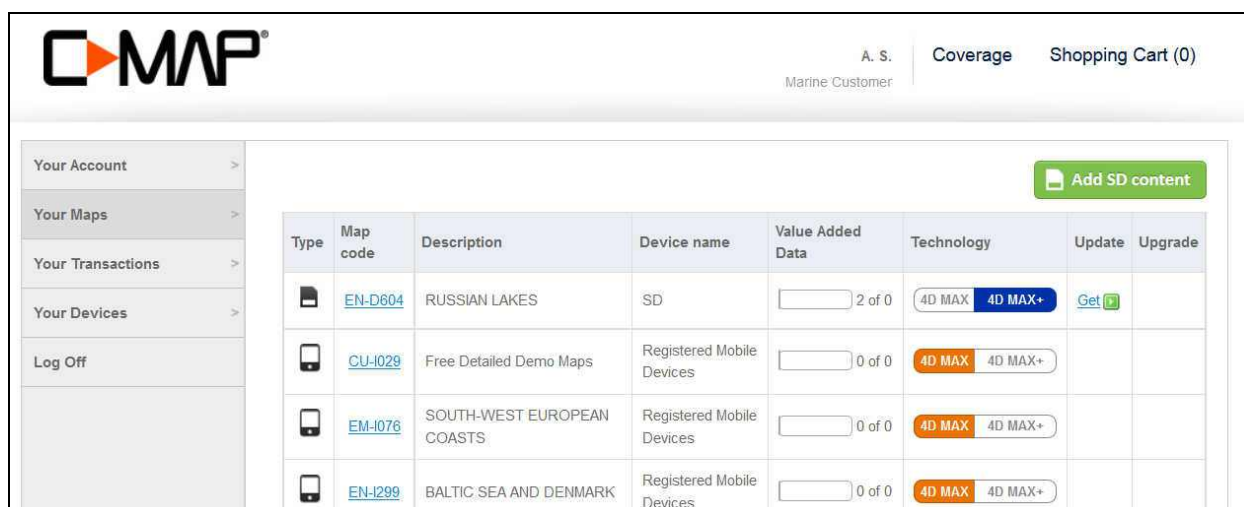 C-MAP®
A. S.
Marine Customer
Coverage
Shopping Cart (0)
Your Account >
Your Maps >
Your Transactions >
Your Devices >
Log Off
Add SD content
Type Map code Description Device name Value Added Data Technology Update Upgrade
EN-D604 RUSSIAN LAKES SD 2 of 0 4D MAX 4D MAX+ Get
CU-I029 Free Detailed Demo Maps Registered Mobile Devices 0 of 0 4D MAX 4D MAX+
EM-I076 SOUTH-WEST EUROPEAN COASTS Registered Mobile Devices 0 of 0 4D MAX 4D MAX+
EN-I299 BALTIC SEA AND DENMARK Registered Mobile Devices 0 of 0 4D MAX 4D MAX+